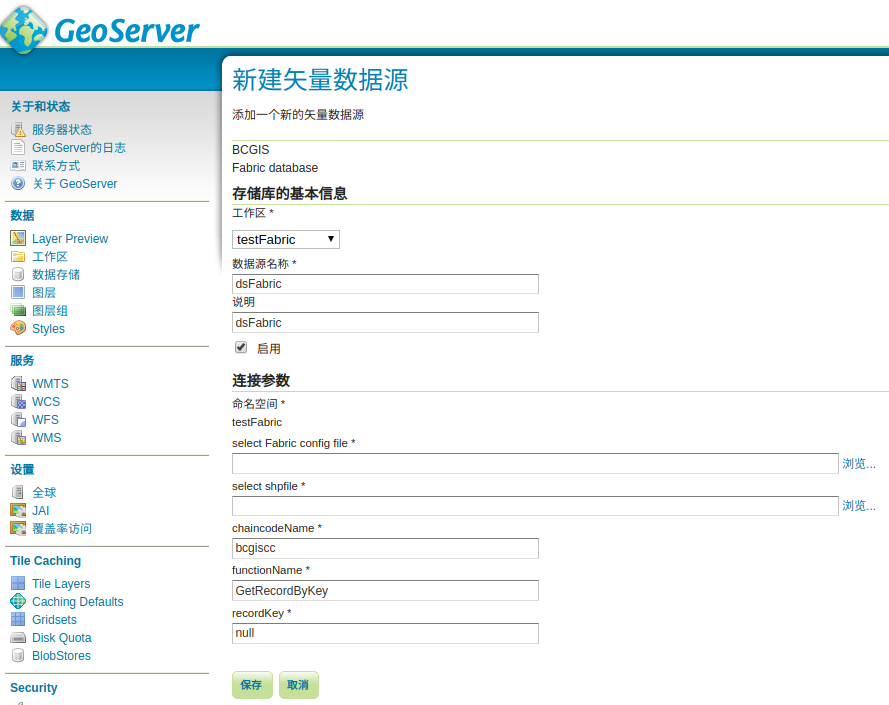 GeoServer
关于和状态
服务器状态
GeoServer的日志
联系方式
关于 GeoServer
数据
Layer Preview
工作区
数据存储
图层
图层组
Styles
服务
WMTS
WCS
WFS
WMS
设置
全球
JAI
覆盖率访问
Tile Caching
Tile Layers
Caching Defaults
Gridsets
Disk Quota
BlobStores
Security
新建矢量数据源
添加一个新的矢量数据源
BCGIS
Fabric database
存储库的基本信息
工作区 *
testFabric
数据源名称 *
dsFabric
说明
dsFabric
启用
连接参数
命名空间 *
testFabric
select Fabric config file *
浏览...
select shpfile *
浏览...
chaincodeName *
bcgiscc
functionName *
GetRecordByKey
recordKey *
null
保存 取消